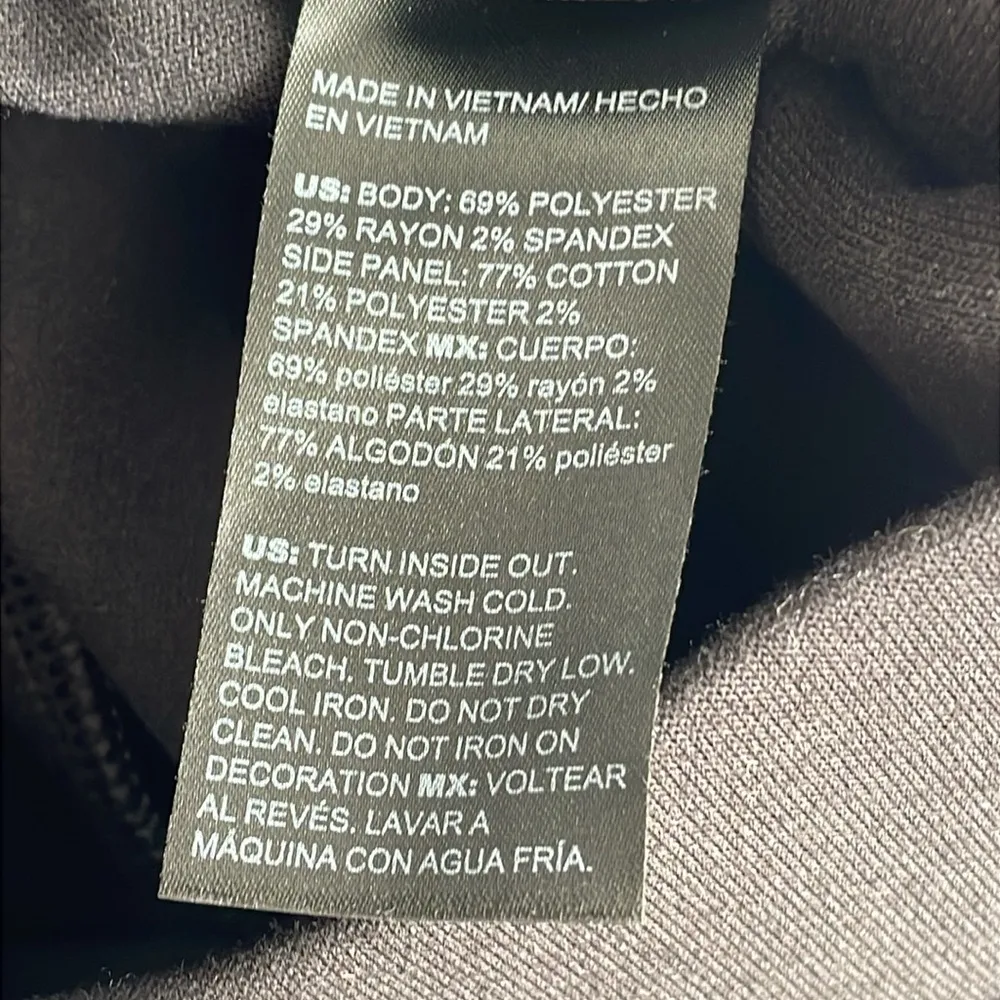 MADE IN VIETNAM/ HECHO
EN VIETNAM
US: BODY: 69% POLYESTER
29% RAYON 2% SPANDEX
SIDE PANEL: 77% COTTON
21% POLYESTER 2%
SPANDEX MX: CUERPO:
69% poliéster 29% rayón 2%
elastano PARTE LATERAL:
77% ALGODÓN 21% poliéster
2% elastano
US: TURN INSIDE OUT.
MACHINE WASH COLD.
ONLY NON-CHLORINE
BLEACH. TUMBLE DRY LOW.
COOL IRON. DO NOT DRY
CLEAN. DO NOT IRON ON
DECORATION MX: VOLTEAR
AL REVÉS. LAVAR A
MÁQUINA CON AGUA FRÍA.